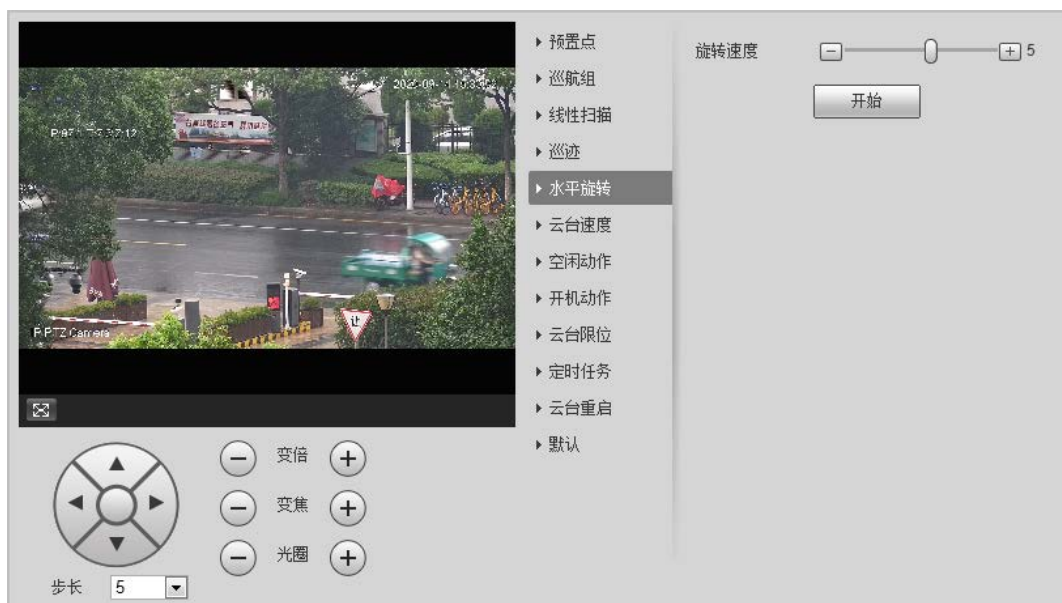 预置点
巡航组
线性扫描
巡迹
水平旋转
云台速度
空闲动作
开机动作
云台限位
定时任务
云台重启
默认
旋转速度
5
开始
PTZ Camera
让
变倍
变焦
光圈
步长
5